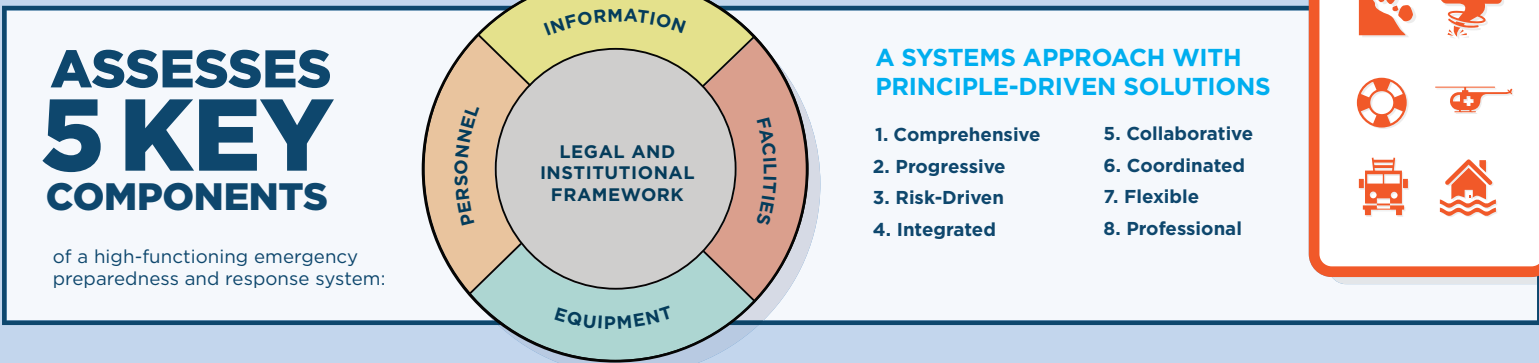 ASSESSES
5 KEY
COMPONENTS
of a high-functioning emergency
preparedness and response system:
INFORMATION
PERSONNEL
FACILITIES
EQUIPMENT
LEGAL AND
INSTITUTIONAL
FRAMEWORK
A SYSTEMS APPROACH WITH
PRINCIPLE-DRIVEN SOLUTIONS
1. Comprehensive
2. Progressive
3. Risk-Driven
4. Integrated
5. Collaborative
6. Coordinated
7. Flexible
8. Professional